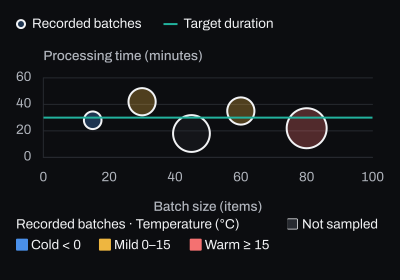 Recorded batches Target duration
Processing time (minutes)
60
40
20
0
0 20 40 60 80 100
Batch size (items)
Recorded batches · Temperature (°C) Not sampled
Cold < 0 Mild 0–15 Warm ≥ 15